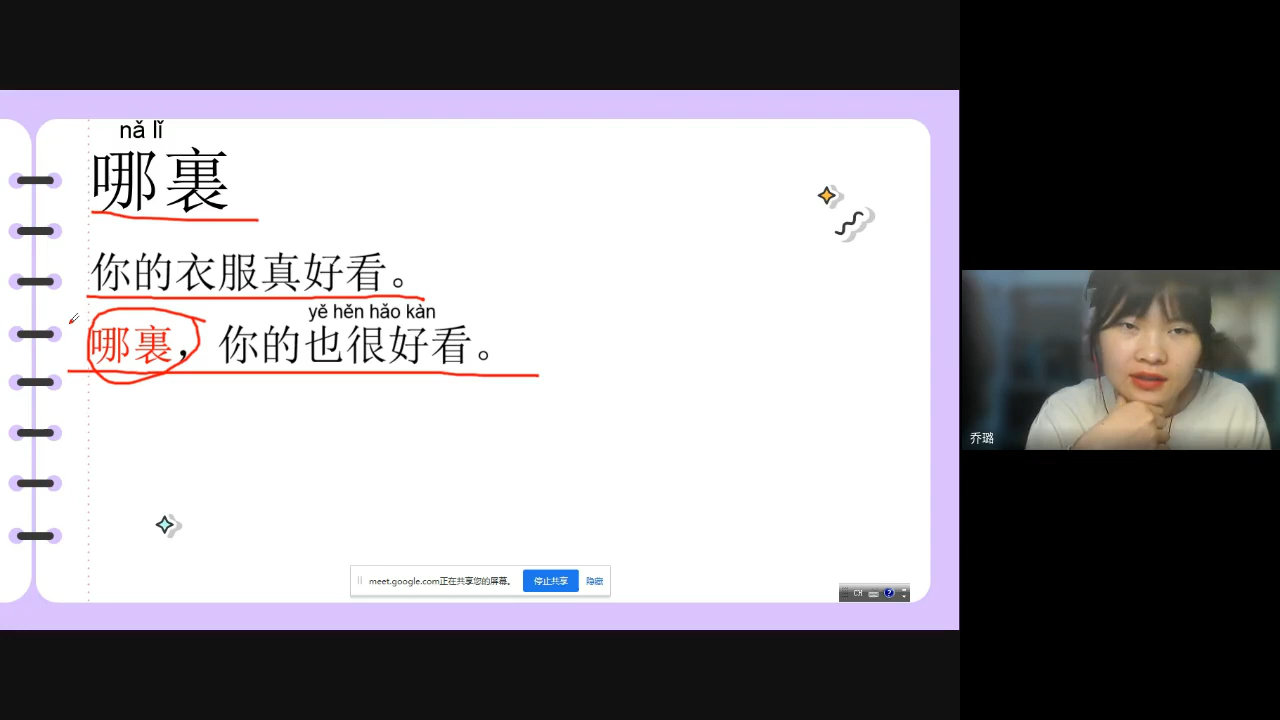 nǎ lǐ
哪裏
你的衣服真好看。
yě hěn hǎo kàn
哪裏，你的也很好看。
乔璐
meet.google.com正在共享您的屏幕。 停止共享 隐藏
CH